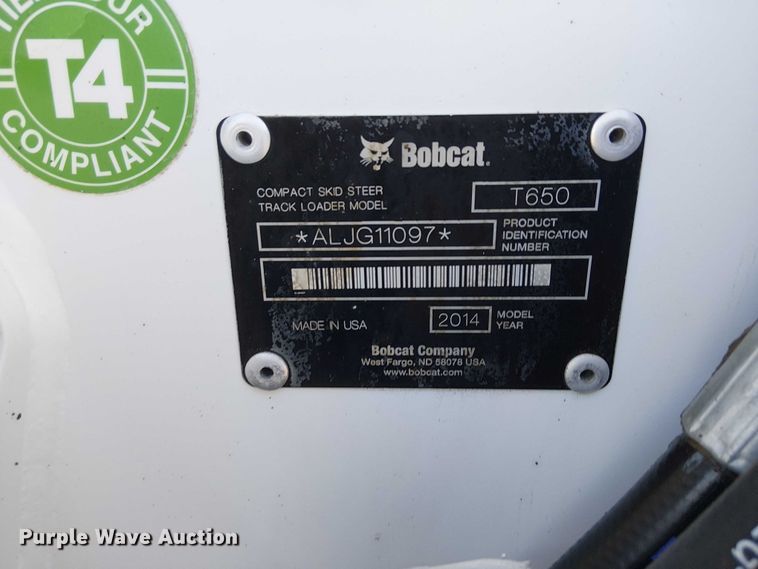 T4
COMPLIANT
Bobcat.
COMPACT SKID STEER
TRACK LOADER MODEL
T650
*ALJG11097*
PRODUCT
IDENTIFICATION
NUMBER
MADE IN USA
2014
MODEL
YEAR
Bobcat Company
West Fargo, ND 58078 USA
www.bobcat.com
Purple Wave Auction